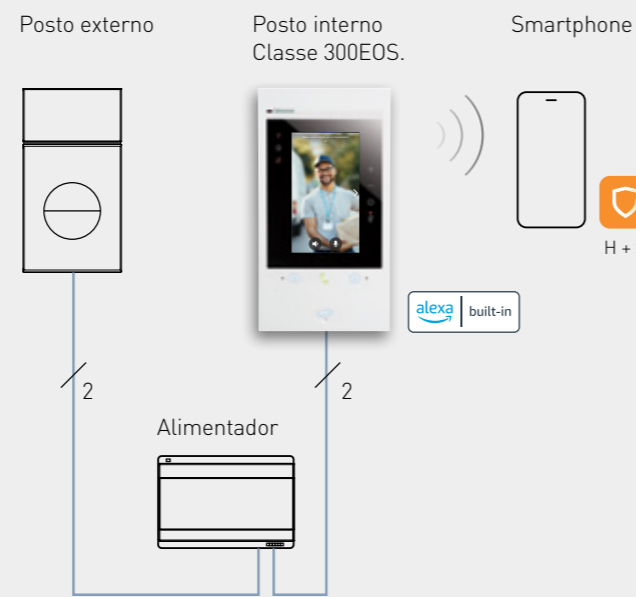 Posto externo
Posto interno
Classe 300EOS.
Smartphone
H +
alexa built-in
2
2
Alimentador